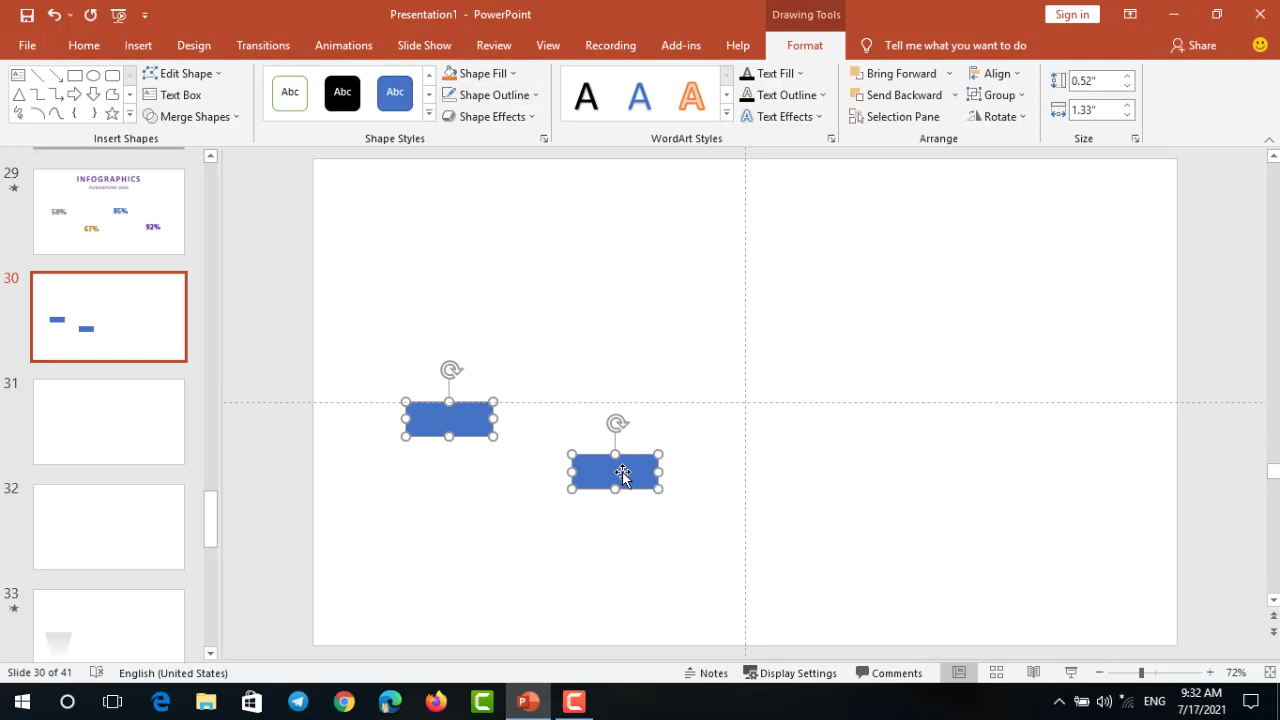 Presentation1 - PowerPoint
Drawing Tools
Sign in
File
Home
Insert
Design
Transitions
Animations
Slide Show
Review
View
Recording
Add-ins
Help
Format
Tell me what you want to do
Share
Edit Shape
Text Box
Merge Shapes
Insert Shapes
Abc
Abc
Abc
Shape Fill
Shape Outline
Shape Effects
Shape Styles
A
A
A
Text Fill
Text Outline
Text Effects
WordArt Styles
Bring Forward
Send Backward
Selection Pane
Align
Group
Rotate
Arrange
0.52"
1.33"
Size
29
INFOGRAPHICS
POWERPOINT 2016
50%
85%
67%
92%
30
31
32
33
Slide 30 of 41
English (United States)
Notes
Display Settings
Comments
72%
ENG
9:32 AM
7/17/2021